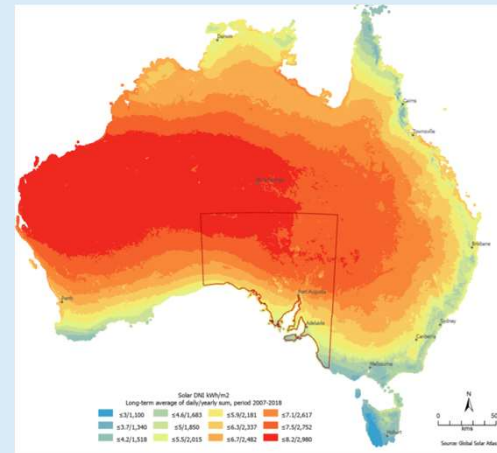 Darwin
Cairns
Townsville
Alice Springs
Brisbane
Port Augusta
Perth
Adelaide
Sydney
Canberra
Melbourne
Hobart
Solar DNI kWh/m2
Long-term average of daily/yearly sum, period 2007-2018
≤3/1,100 ≤4.6/1,683 ≤5.9/2,181 ≤7.1/2,617
≤3.7/1,340 ≤5/1,850 ≤6.3/2,337 ≤7.5/2,752
≤4.2/1,518 ≤5.5/2,015 ≤6.7/2,482 ≤8.2/2,980
N
0 50
kms
Source: Global Solar Atlas